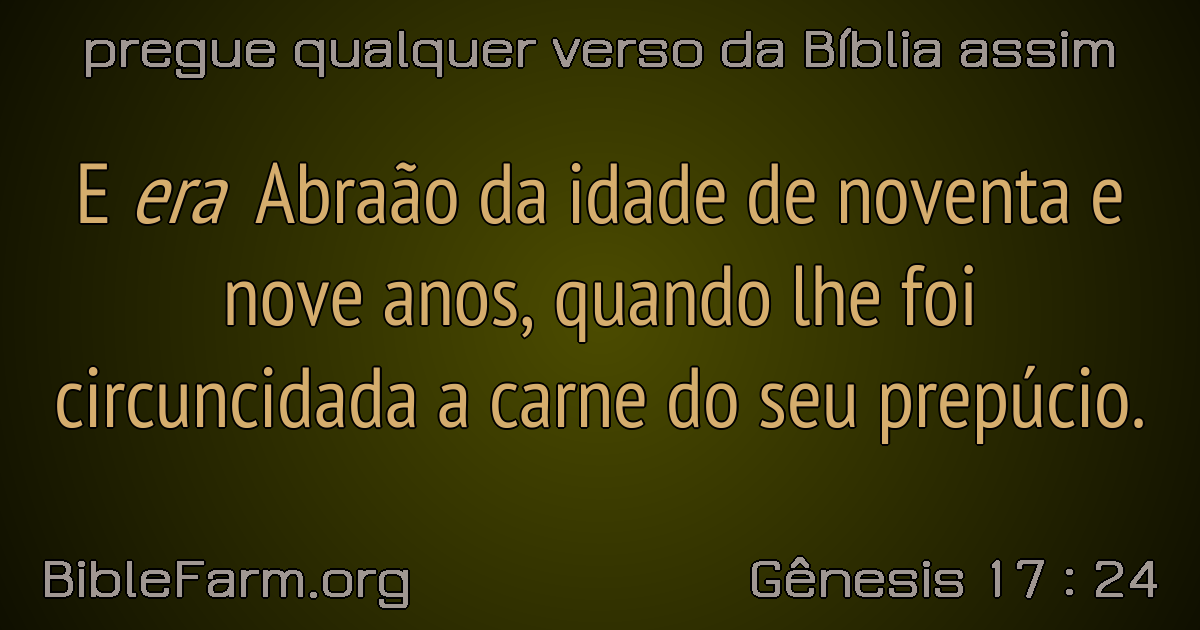 pregue qualquer verso da Bíblia assim
E era Abraão da idade de noventa e
nove anos, quando lhe foi
circuncidada a carne do seu prepúcio.
BibleFarm.org
Gênesis 17 : 24